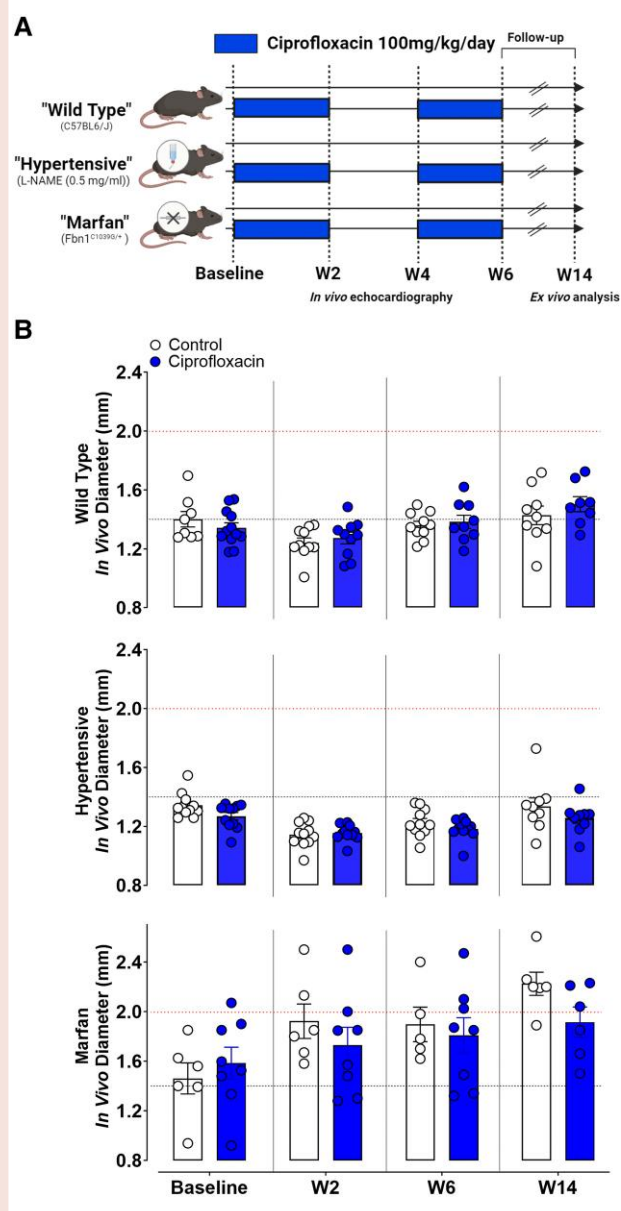 A
Ciprofloxacin 100mg/kg/day
Follow-up
"Wild Type"
(C57BL6/J)
"Hypertensive"
(L-NAME (0.5 mg/ml))
"Marfan"
(Fbn1C1039G/+)
Baseline W2 W4 W6 W14
In vivo echocardiography Ex vivo analysis
B
Control
Ciprofloxacin
Wild Type
In Vivo Diameter (mm)
2.4
2.0
1.6
1.2
0.8
Hypertensive
In Vivo Diameter (mm)
2.4
2.0
1.6
1.2
0.8
Marfan
In Vivo Diameter (mm)
2.4
2.0
1.6
1.2
0.8
Baseline W2 W6 W14